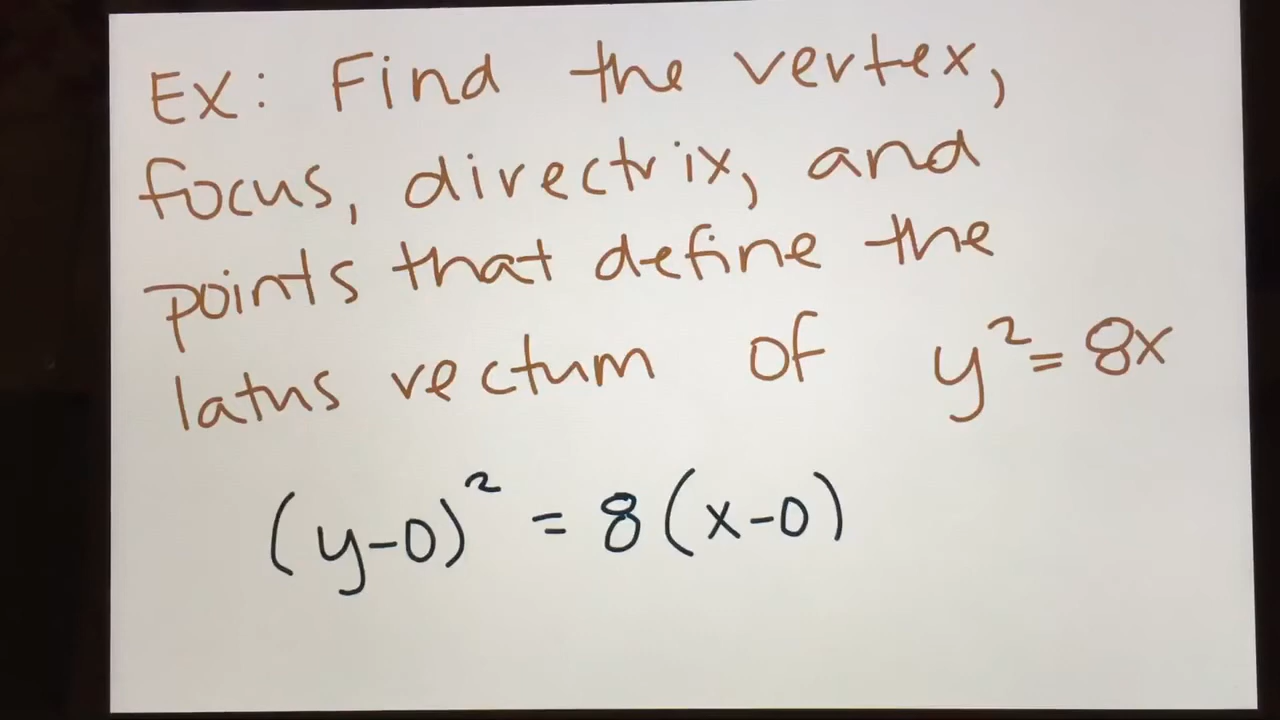 Ex: Find the vertex,
focus, directrix, and
points that define the
latus rectum of y² = 8x
(y-0)² = 8(x-0)